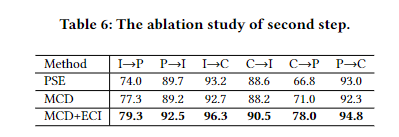 Table 6: The ablation study of second step.
Method I→P P→I I→C C→I C→P P→C
PSE 74.0 89.7 93.2 88.6 66.8 93.0
MCD 77.3 89.2 92.7 88.2 71.0 92.3
MCD+ECI 79.3 92.5 96.3 90.5 78.0 94.8